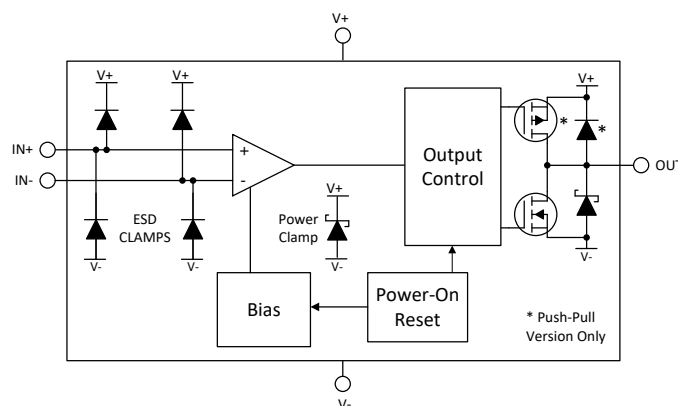 V+
V+
V+
V+
*
*
IN+
+
IN-
-
Output
Control
OUT
ESD
CLAMPS
Power
Clamp
V+
V-
V-
V-
V-
Bias
Power-On
Reset
* Push-Pull
Version Only
V-